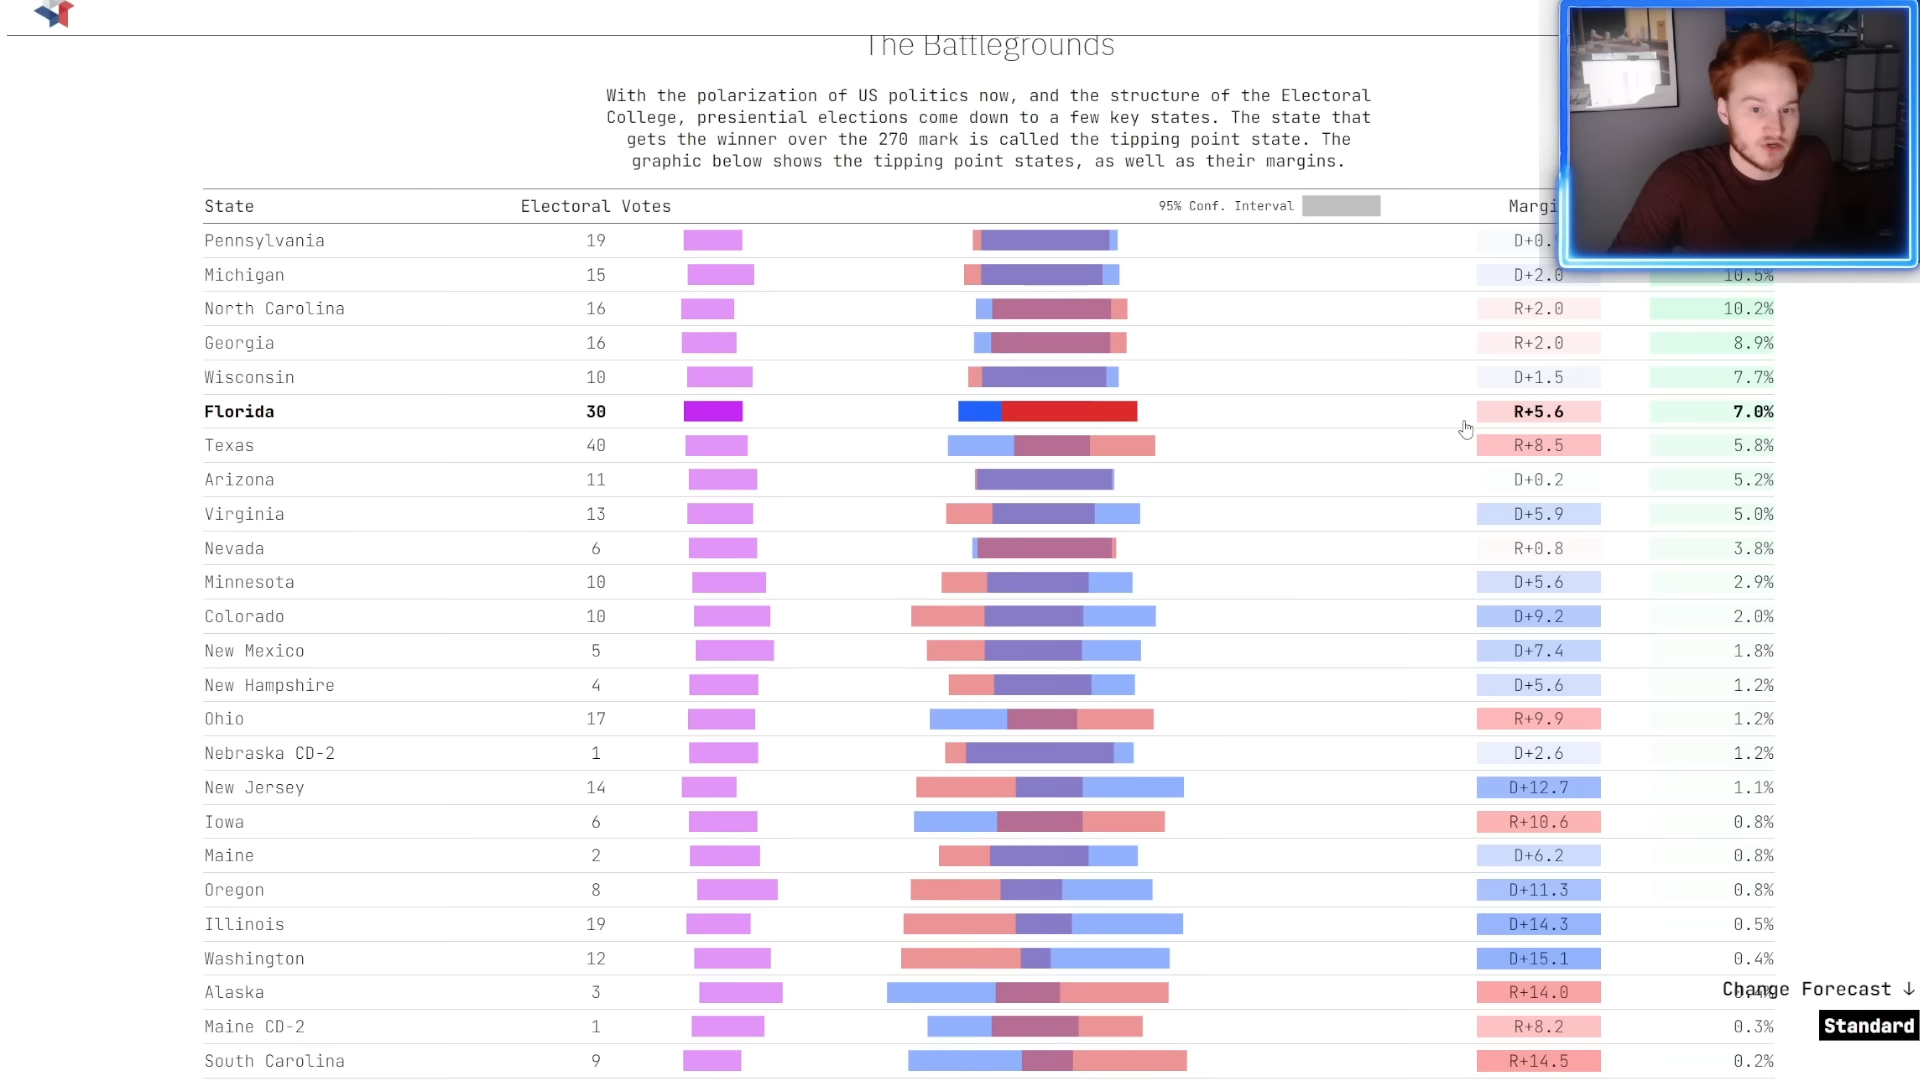 The Battlegrounds
With the polarization of US politics now, and the structure of the Electoral
College, presiential elections come down to a few key states. The state that
gets the winner over the 270 mark is called the tipping point state. The
graphic below shows the tipping point states, as well as their margins.
State Electoral Votes 95% Conf. Interval
Pennsylvania 19
Michigan 15 D+2.0 10.5%
North Carolina 16 R+2.0 10.2%
Georgia 16 R+2.0 8.9%
Wisconsin 10 D+1.5 7.7%
Florida 30 R+5.6 7.0%
Texas 40 R+8.5 5.8%
Arizona 11 D+0.2 5.2%
Virginia 13 D+5.9 5.0%
Nevada 6 R+0.8 3.8%
Minnesota 10 D+5.6 2.9%
Colorado 10 D+9.2 2.0%
New Mexico 5 D+7.4 1.8%
New Hampshire 4 D+5.6 1.2%
Ohio 17 R+9.9 1.2%
Nebraska CD-2 1 D+2.6 1.2%
New Jersey 14 D+12.7 1.1%
Iowa 6 R+10.6 0.8%
Maine 2 D+6.2 0.8%
Oregon 8 D+11.3 0.8%
Illinois 19 D+14.3 0.5%
Washington 12 D+15.1 0.4%
Alaska 3 R+14.0
Change Forecast ↓
Maine CD-2 1 R+8.2 0.3%
Standard
South Carolina 9 R+14.5 0.2%